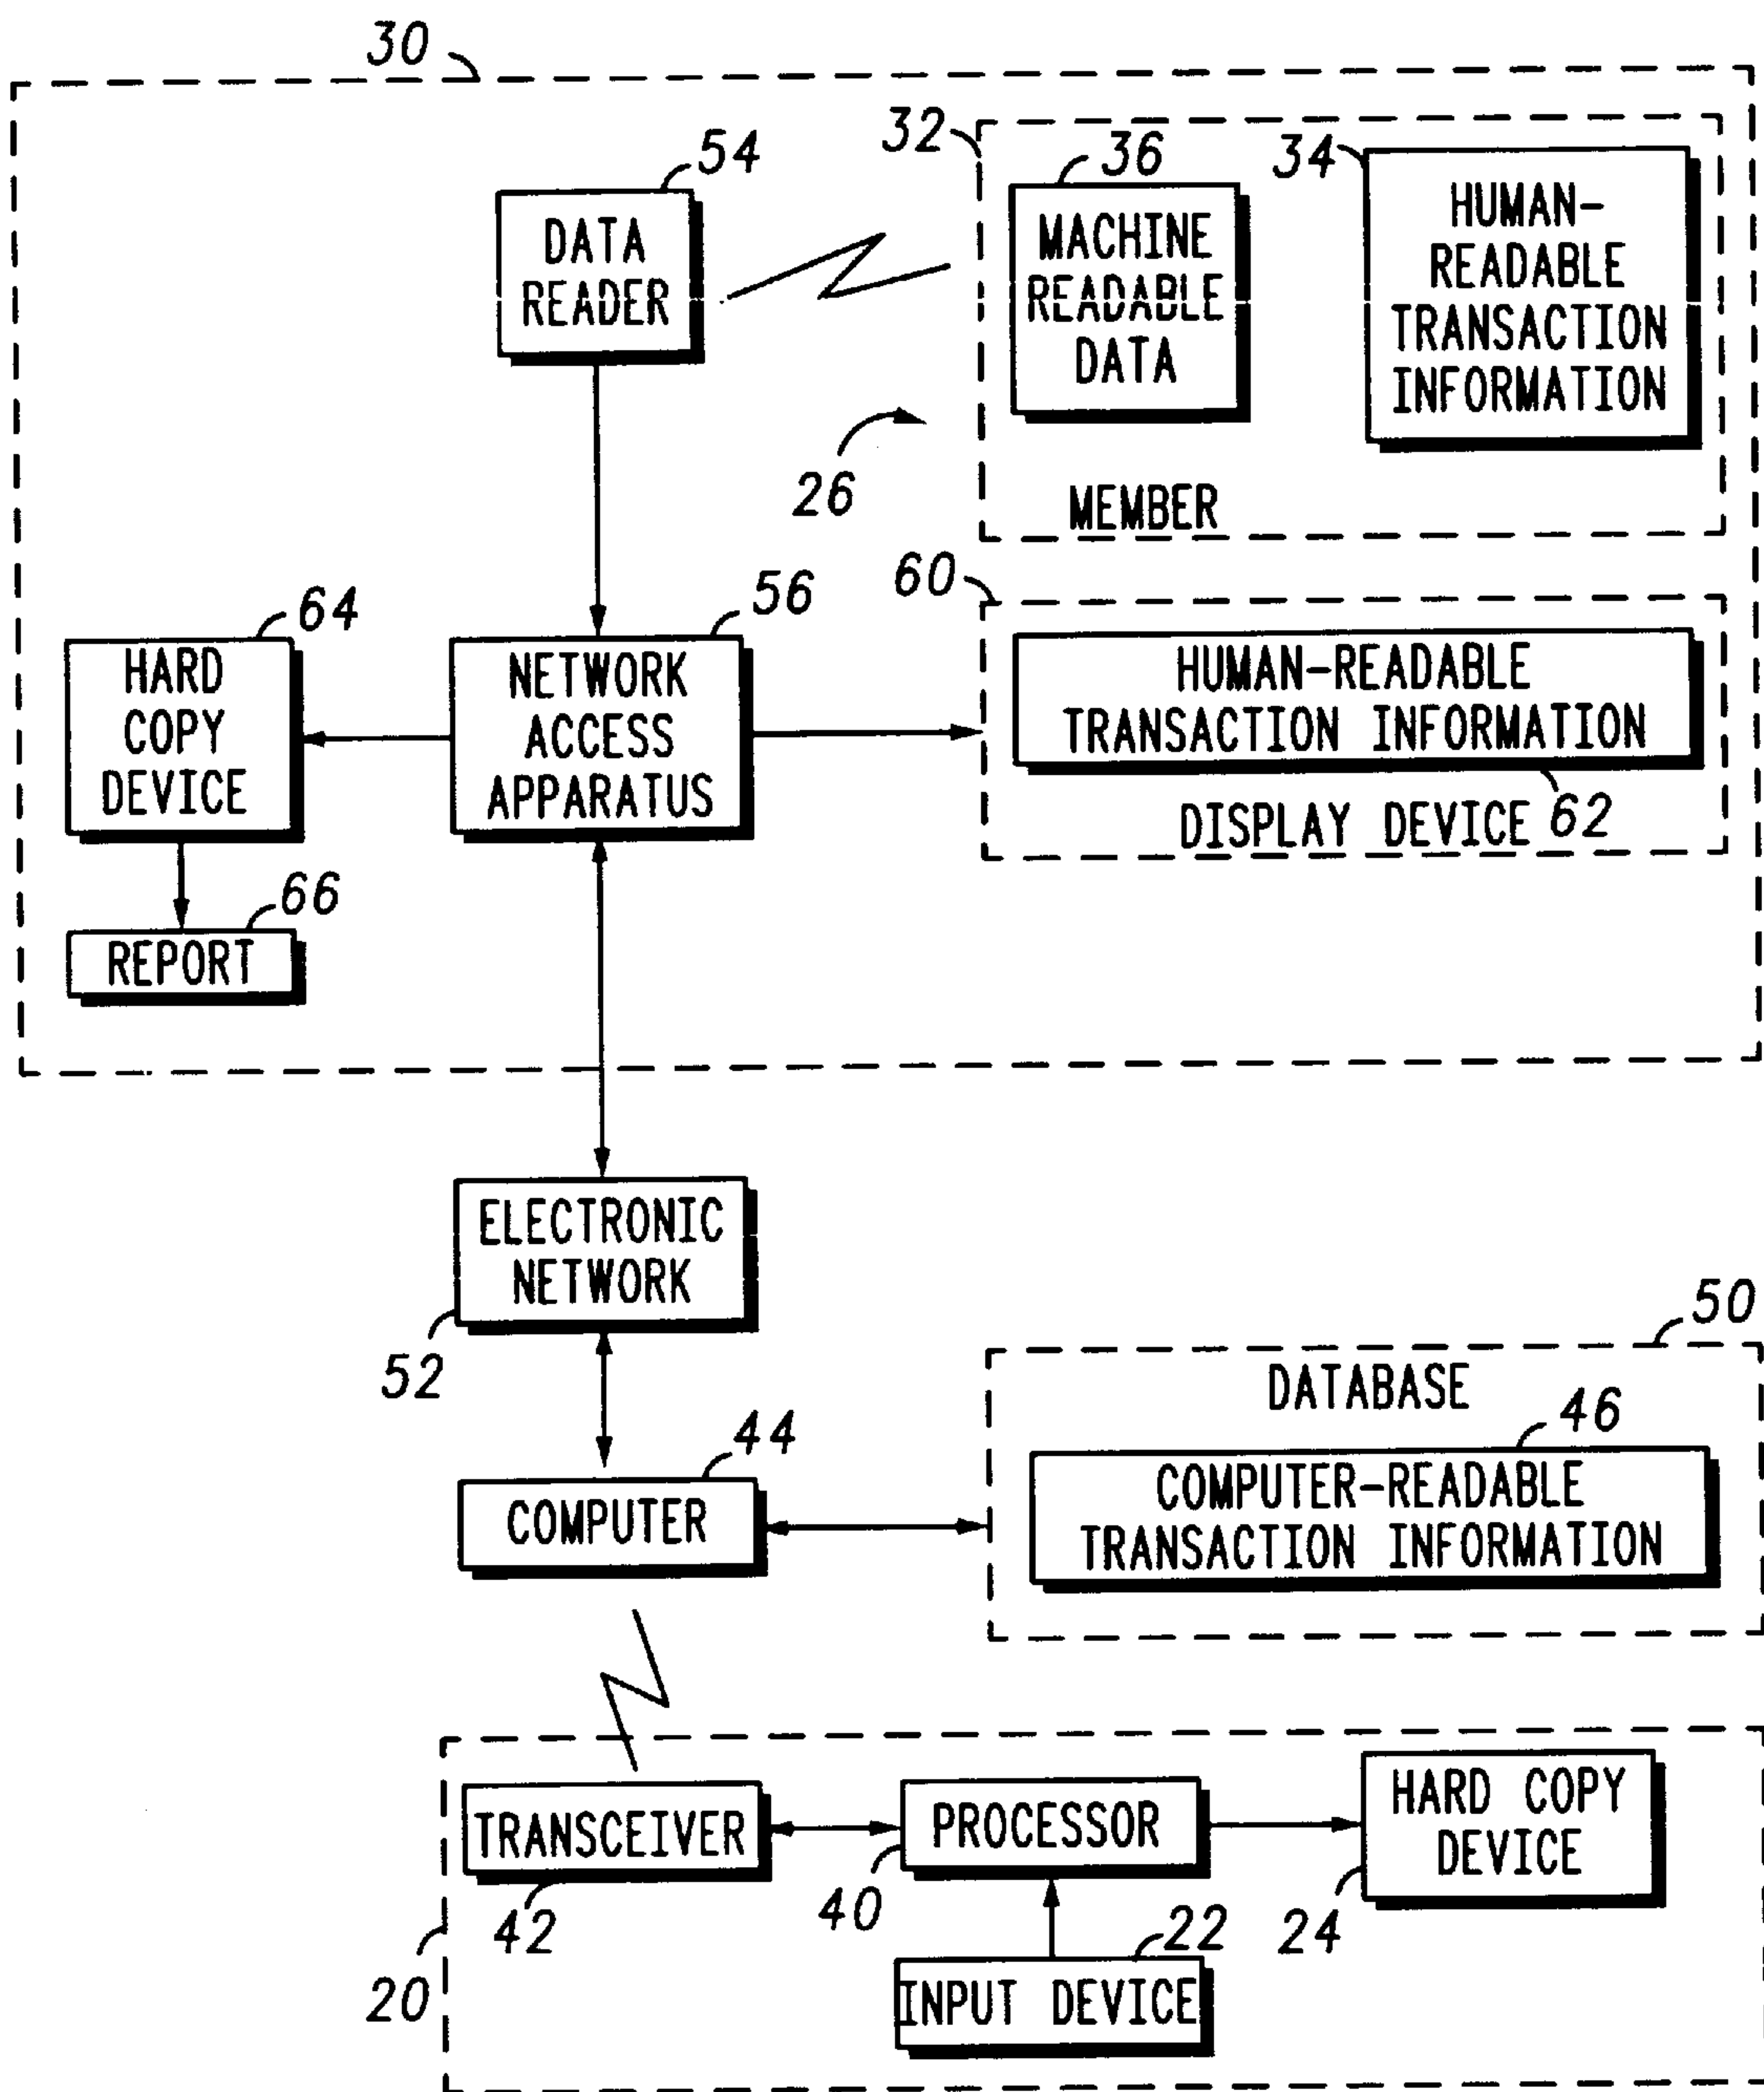 30
32
54
36
34
DATA
READER
MACHINE
READABLE
DATA
HUMAN-
READABLE
TRANSACTION
INFORMATION
26
MEMBER
64
56
60
HARD
COPY
DEVICE
NETWORK
ACCESS
APPARATUS
HUMAN-READABLE
TRANSACTION INFORMATION
DISPLAY DEVICE
62
66
REPORT
ELECTRONIC
NETWORK
52
50
DATABASE
46
44
COMPUTER
COMPUTER-READABLE
TRANSACTION INFORMATION
TRANSCEIVER
PROCESSOR
HARD COPY
DEVICE
42
40
22
24
20
INPUT DEVICE